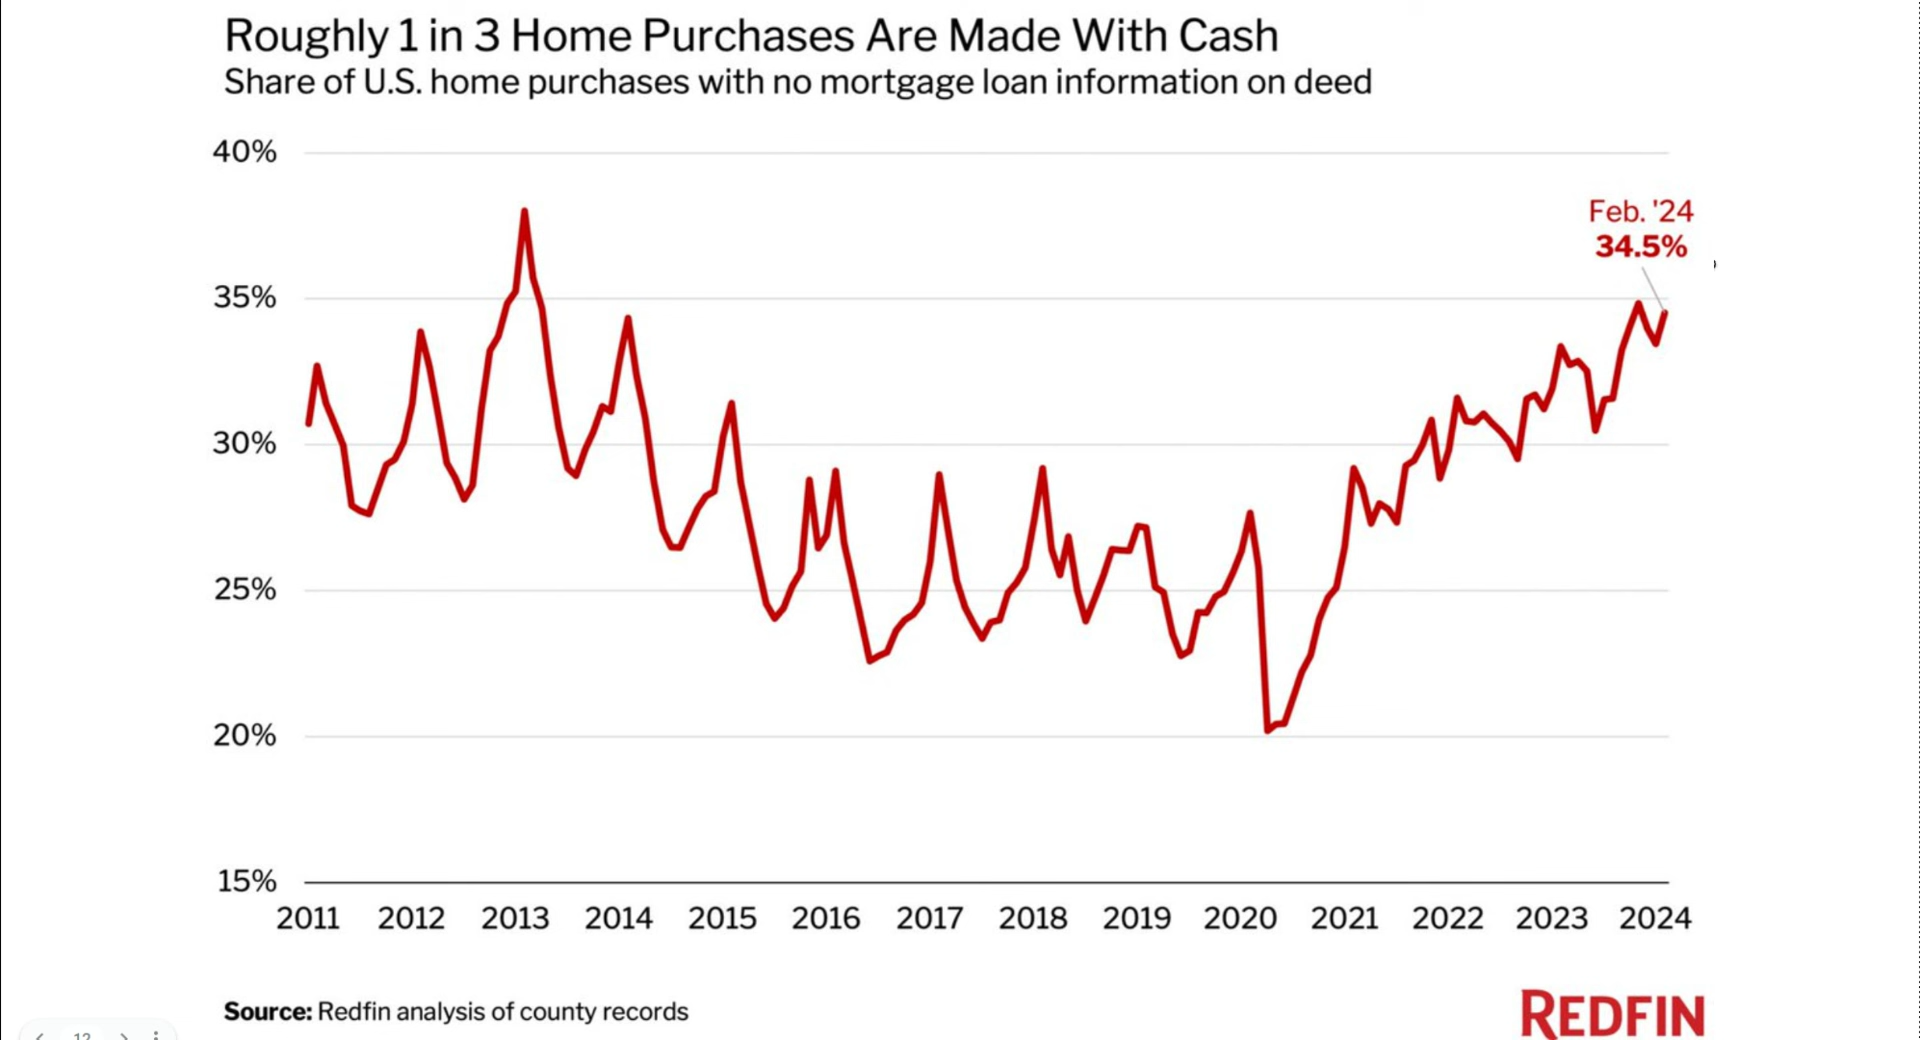 Roughly 1 in 3 Home Purchases Are Made With Cash
Share of U.S. home purchases with no mortgage loan information on deed
40%
Feb. '24
34.5%
35%
30%
25%
20%
15%
2011 2012 2013 2014 2015 2016 2017 2018 2019 2020 2021 2022 2023 2024
Source: Redfin analysis of county records
REDFIN
12